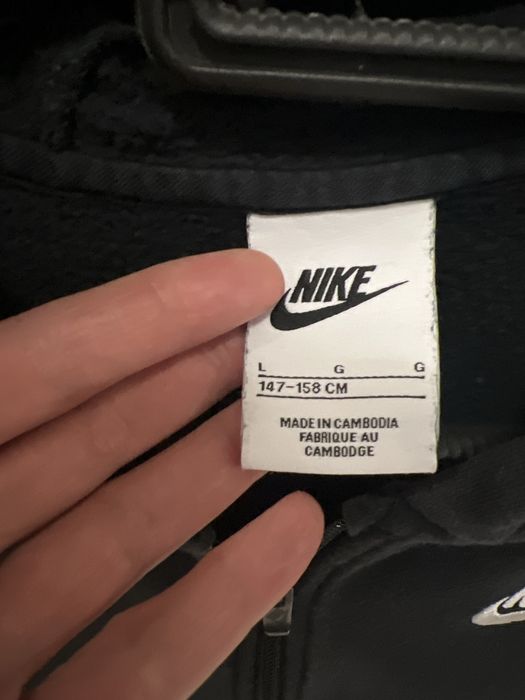 NIKE
L G G
147-158 CM
MADE IN CAMBODIA
FABRIQUE AU
CAMBODGE